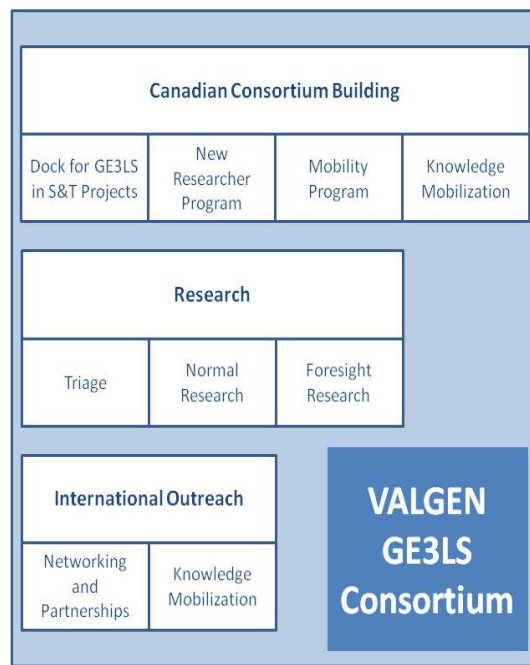 Canadian Consortium Building
Dock for GE3LS
in S&T Projects
New
Researcher
Program
Mobility
Program
Knowledge
Mobilization
Research
Triage
Normal
Research
Foresight
Research
International Outreach
Networking
and
Partnerships
Knowledge
Mobilization
VALGEN
GE3LS
Consortium